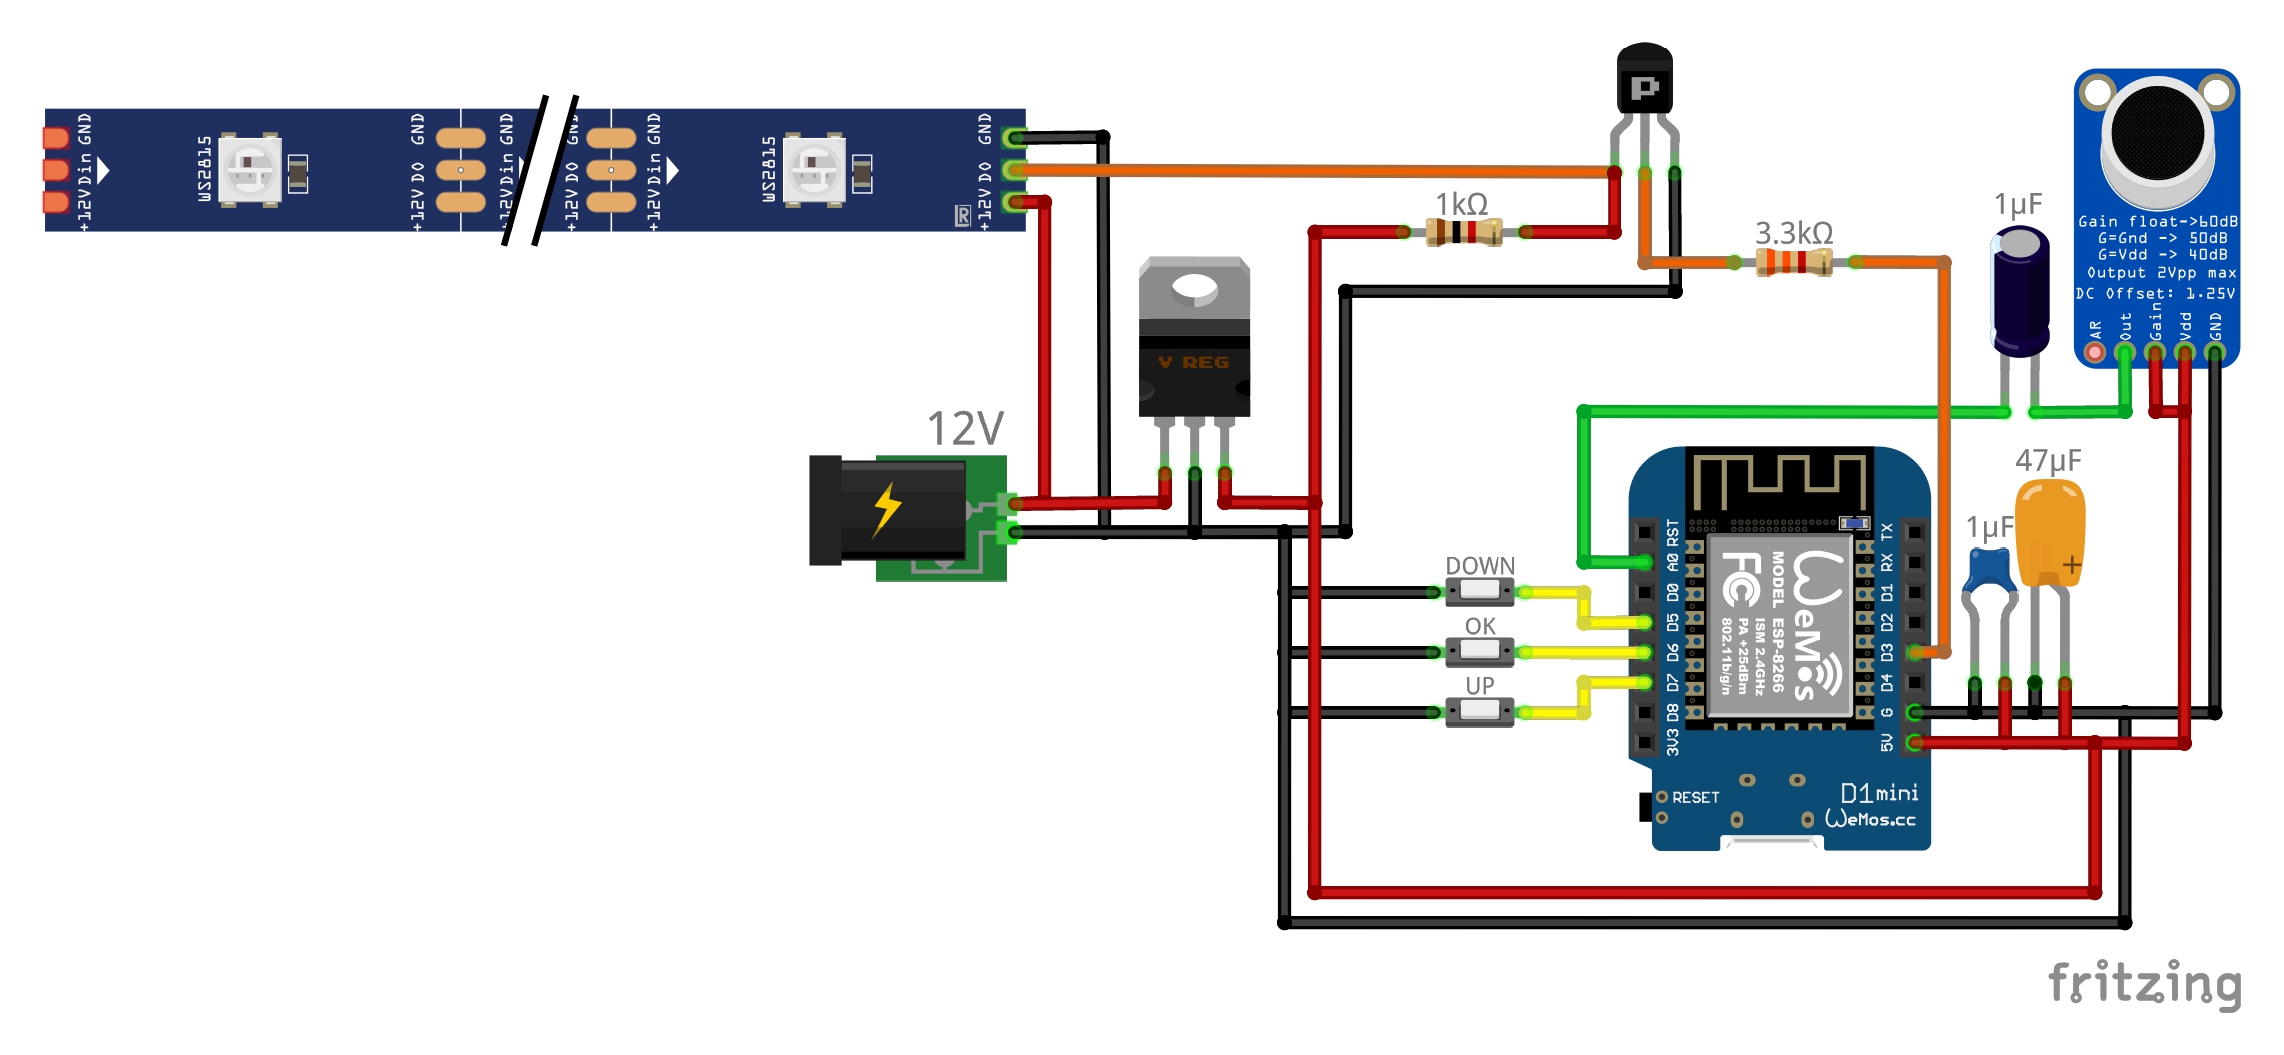 GND
Din
+12V
WS2815
GND
DO
+12V
GND
Din
+12V
GND
DO
+12V
GND
Din
+12V
WS2815
GND
DO
+12V
LR
P
1kΩ
3.3kΩ
1µF
Gain float->60dB
G=Gnd -> 50dB
G=Vdd -> 40dB
Output 2Vpp max
DC Offset: 1.25V
AR
Out
Gain
Vdd
GND
V REG
12V
47µF
1µF
+
DOWN
OK
UP
RST
A0
D0
D5
D6
D7
D8
3V3
TX
RX
D1
D2
D3
D4
G
5V
WeMos
FC
MODEL ESP-8266
ISM 2.4GHz
PA +25dBm
802.11b/g/n
RESET
D1mini
WeMos.cc
fritzing